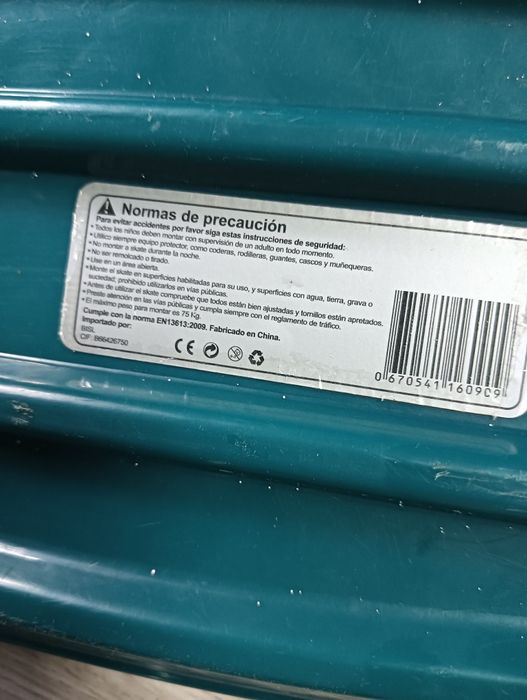 Normas de precaución
Para evitar accidentes por favor siga estas instrucciones de seguridad:
• Todos los niños deben montar con supervisión de un adulto en todo momento.
• Utilice siempre equipo protector, como coderas, rodilleras, guantes, cascos y muñequeras.
• No montar a skate durante la noche.
• No ser remolcado o tirado.
• Use en un área abierta.
• Monte el skate en superficies habilitadas para su uso, y superficies con agua, tierra, grava o
suciedad; prohibido utilizarlos en vías públicas.
• Antes de utilizar el skate compruebe que todos están bien ajustadas y tornillos están apretados.
• Preste atención en las vías públicas y cumpla siempre con el reglamento de tráfico.
• El máximo peso para montar es 75 Kg.
Cumple con la norma EN13613:2009. Fabricado en China.
Importado por:
BISL
CIF: B66426750
CE
0 670541 160909